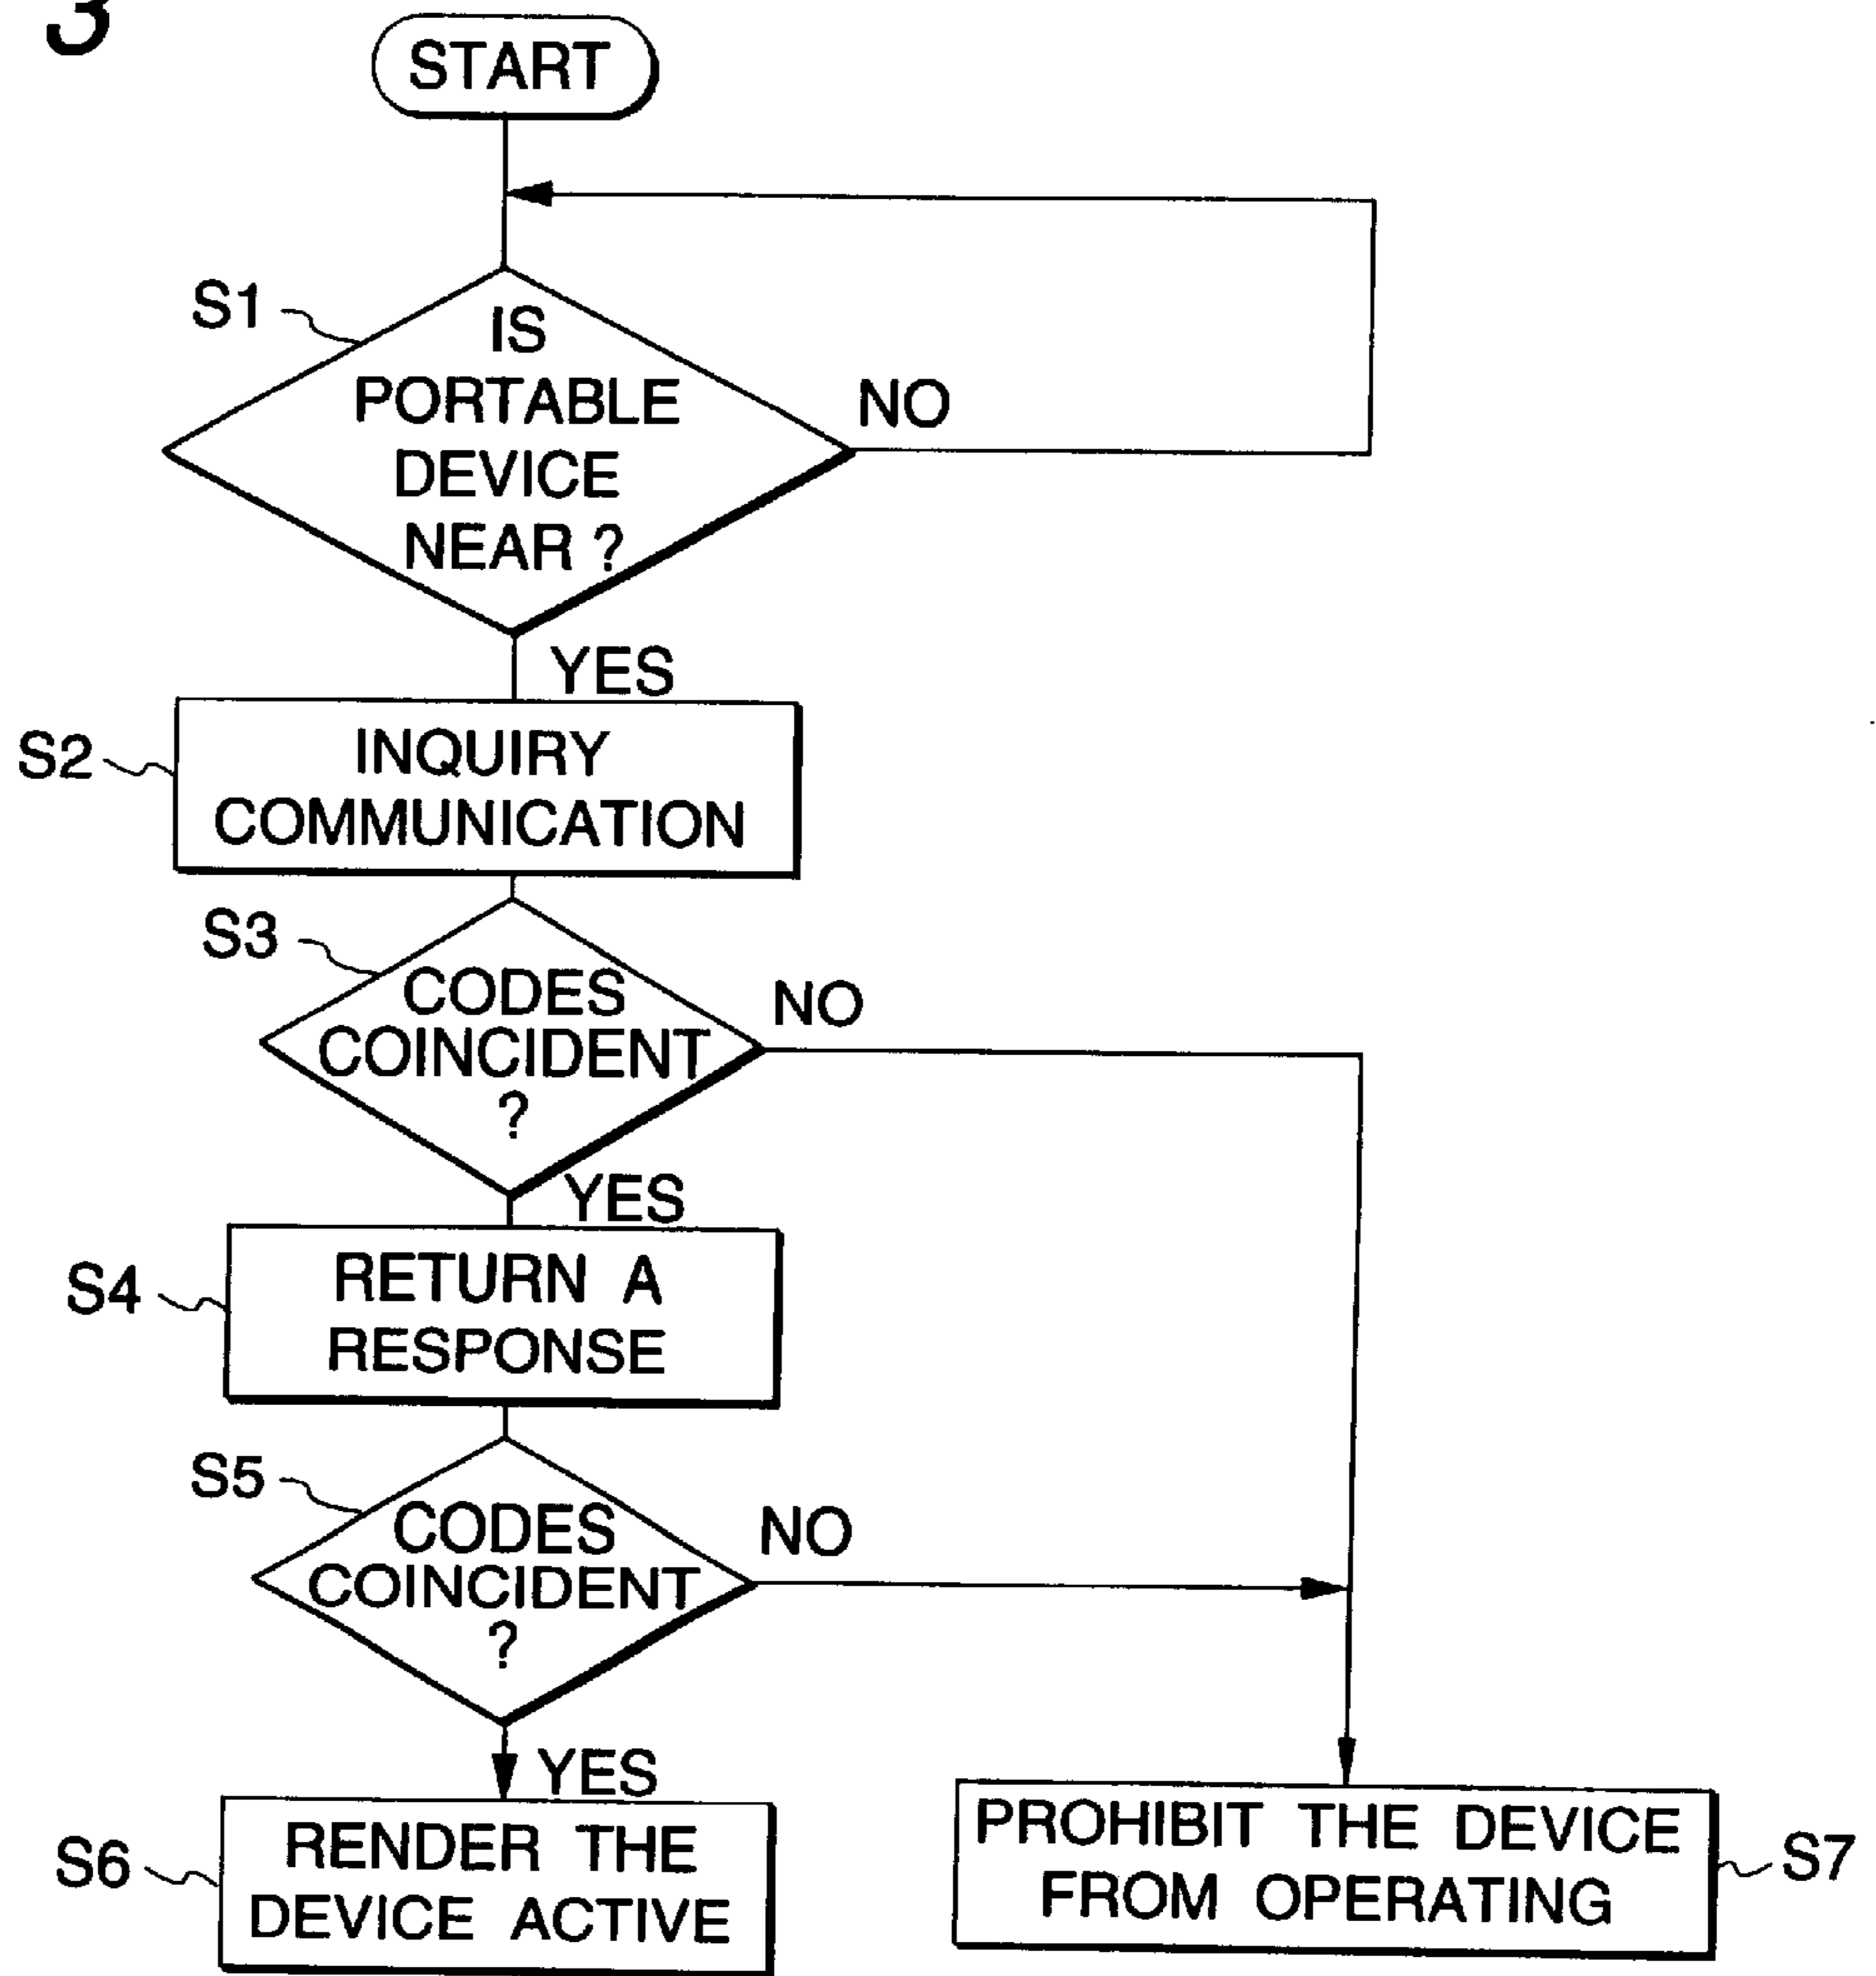 3
START
S1
IS
PORTABLE
DEVICE
NEAR ?
NO
YES
S2
INQUIRY
COMMUNICATION
S3
CODES
COINCIDENT
?
NO
YES
S4
RETURN A
RESPONSE
S5
CODES
COINCIDENT
?
NO
YES
S6
RENDER THE
DEVICE ACTIVE
PROHIBIT THE DEVICE
FROM OPERATING
S7